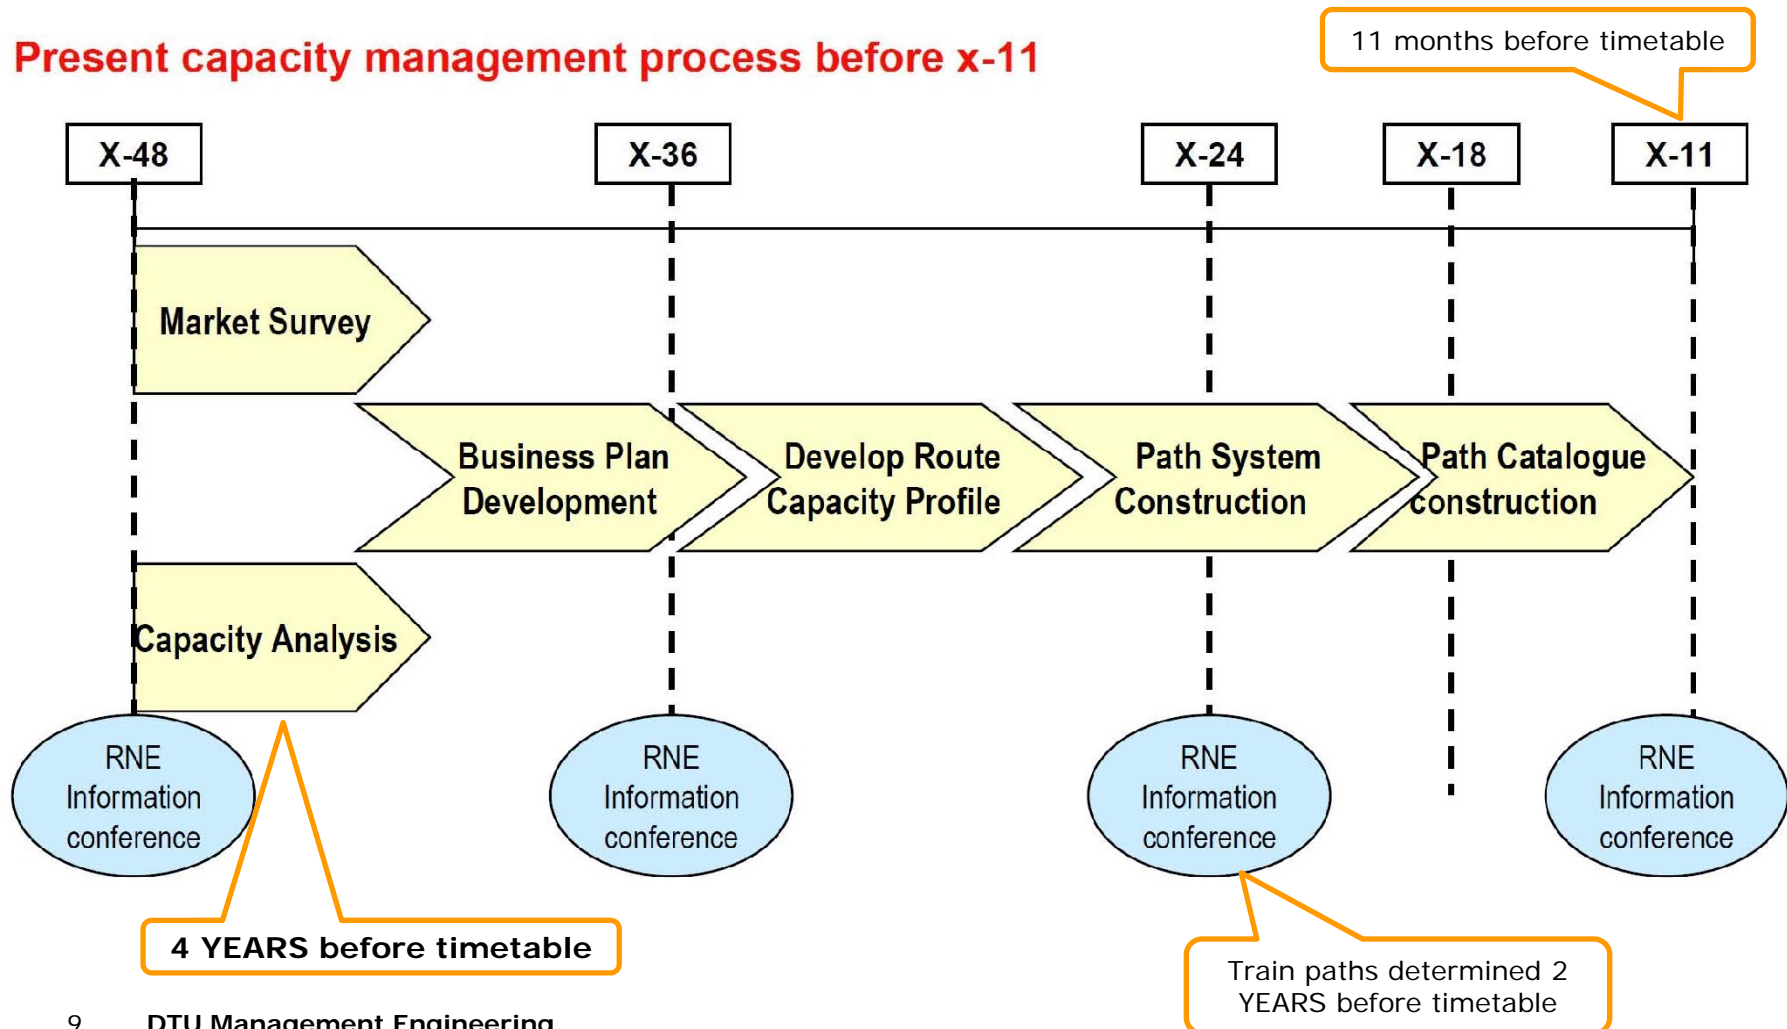 11 months before timetable
Present capacity management process before x-11
X-48
X-36
X-24
X-18
X-11
Market Survey
Business Plan
Development
Develop Route
Capacity Profile
Path System
Construction
Path Catalogue
construction
Capacity Analysis
RNE
Information
conference
RNE
Information
conference
RNE
Information
conference
RNE
Information
conference
4 YEARS before timetable
Train paths determined 2
YEARS before timetable
9 DTU Management Engineering